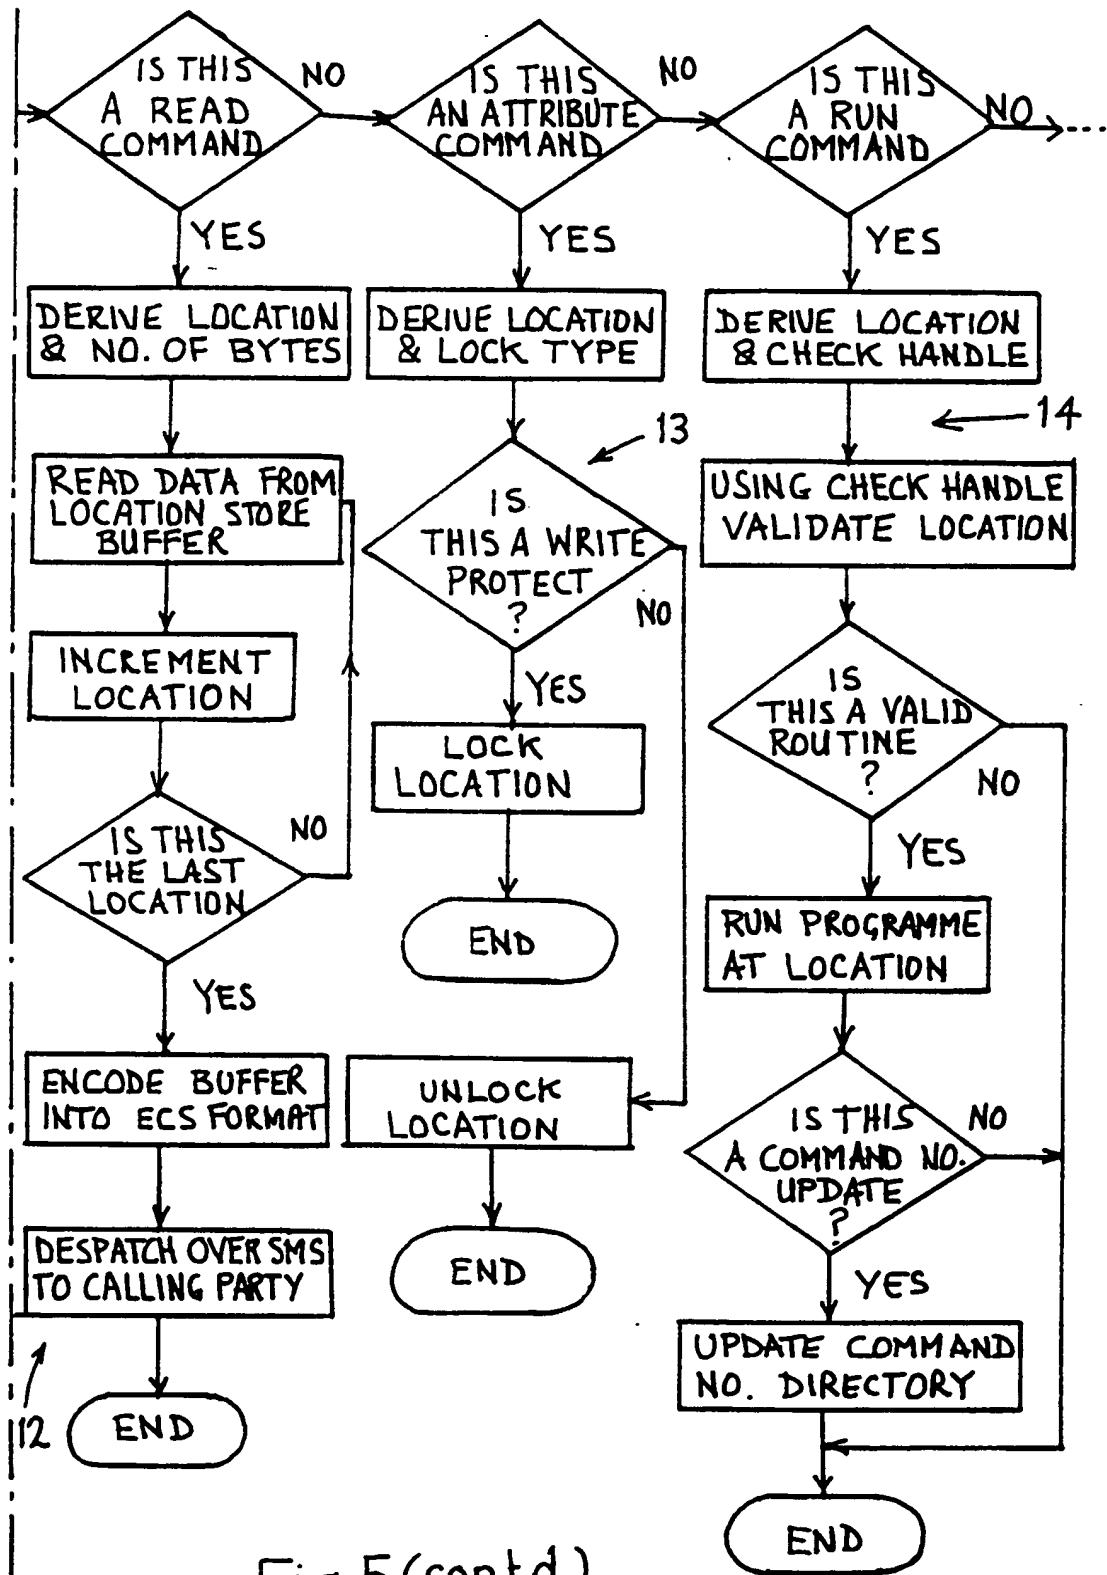 IS THIS
A READ
COMMAND
NO
IS THIS
AN ATTRIBUTE
COMMAND
NO
IS THIS
A RUN
COMMAND
NO
YES
YES
YES
DERIVE LOCATION
& NO. OF BYTES
DERIVE LOCATION
& LOCK TYPE
DERIVE LOCATION
& CHECK HANDLE
13
14
READ DATA FROM
LOCATION STORE
BUFFER
IS
THIS A WRITE
PROTECT
?
NO
USING CHECK HANDLE
VALIDATE LOCATION
INCREMENT
LOCATION
YES
IS
THIS A VALID
ROUTINE
?
NO
LOCK
LOCATION
IS THIS
THE LAST
LOCATION
NO
YES
END
RUN PROGRAMME
AT LOCATION
YES
ENCODE BUFFER
INTO ECS FORMAT
UNLOCK
LOCATION
IS THIS
A COMMAND NO.
UPDATE
?
NO
DESPATCH OVER SMS
TO CALLING PARTY
END
YES
UPDATE COMMAND
NO. DIRECTORY
12
END
END
Fig 5 (contd.)